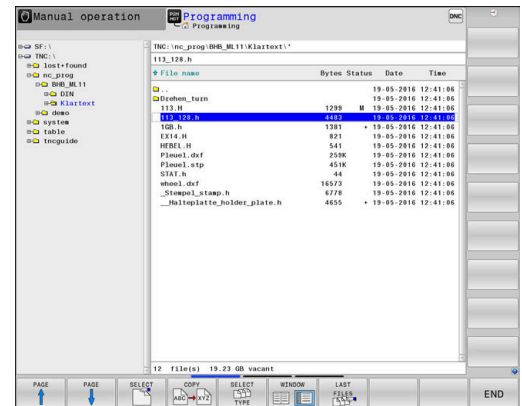 Manual operation
PGM MGT Programming
Programming
DNC
SF:\
TNC:\
lost+found
nc_prog
BHB_ML11
DIN
Klartext
demo
system
table
tncguide
TNC:\nc_prog\BHB_ML11\Klartext\*
113_128.h
File name Bytes Status Date Time
.. 19-05-2016 12:41:06
Drehen_turn 19-05-2016 12:41:06
113.H 1299 M 19-05-2016 12:41:06
113_128.h 4403 19-05-2016 12:41:06
1GB.h 1381 + 19-05-2016 12:41:06
EX14.H 821 19-05-2016 12:41:06
HEBEL.H 541 19-05-2016 12:41:06
Pleuel.dxf 259K 19-05-2016 12:41:06
Pleuel.stp 451K 19-05-2016 12:41:06
STAT.h 44 19-05-2016 12:41:06
wheel.dxf 16573 19-05-2016 12:41:06
_Stempel_stamp.h 6778 19-05-2016 12:41:06
__Halteplatte_holder_plate.h 4655 + 19-05-2016 12:41:06
12 file(s) 19.23 GB vacant
PAGE
PAGE
SELECT
COPY
ABC XYZ
SELECT
TYPE
WINDOW
LAST
FILES
END